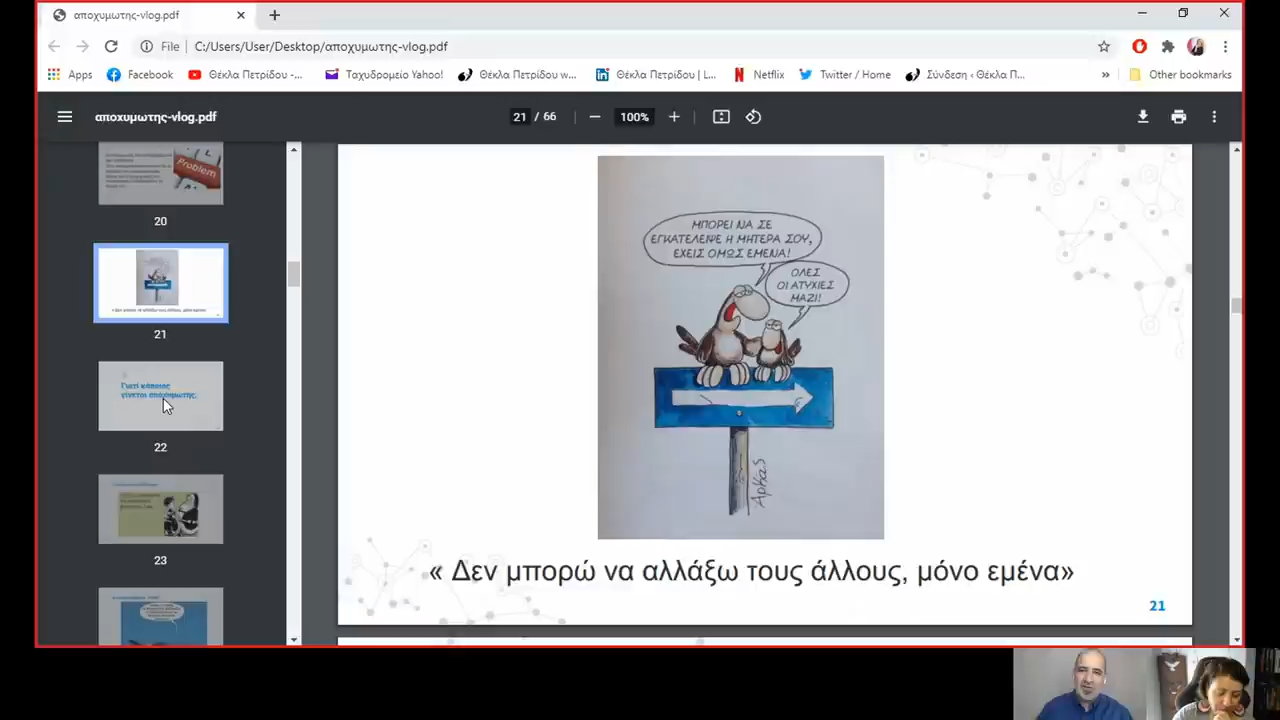 αποχυμωτης-vlog.pdf
File
C:/Users/User/Desktop/αποχυμωτης-vlog.pdf
Apps
Facebook
Θέκλα Πετρίδου -...
Ταχυδρομείο Yahoo!
Θέκλα Πετρίδου w...
Θέκλα Πετρίδου | L...
Netflix
Twitter / Home
Σύνδεση ‹ Θέκλα Π...
»
Other bookmarks
αποχυμωτης-vlog.pdf
21 / 66
100%
Problem
20
21
Γιατί κάποιος
γίνεται αποχυμωτής;
22
23
ΜΠΟΡΕΙ ΝΑ ΣΕ
ΕΓΚΑΤΕΛΕΙΨΕ Η ΜΗΤΕΡΑ ΣΟΥ,
ΕΧΕΙΣ ΟΜΩΣ ΕΜΕΝΑ!
ΟΛΕΣ
ΟΙ ΑΤΥΧΙΕΣ
ΜΑΖΙ!
Αρκάς
« Δεν μπορώ να αλλάξω τους άλλους, μόνο εμένα»
21